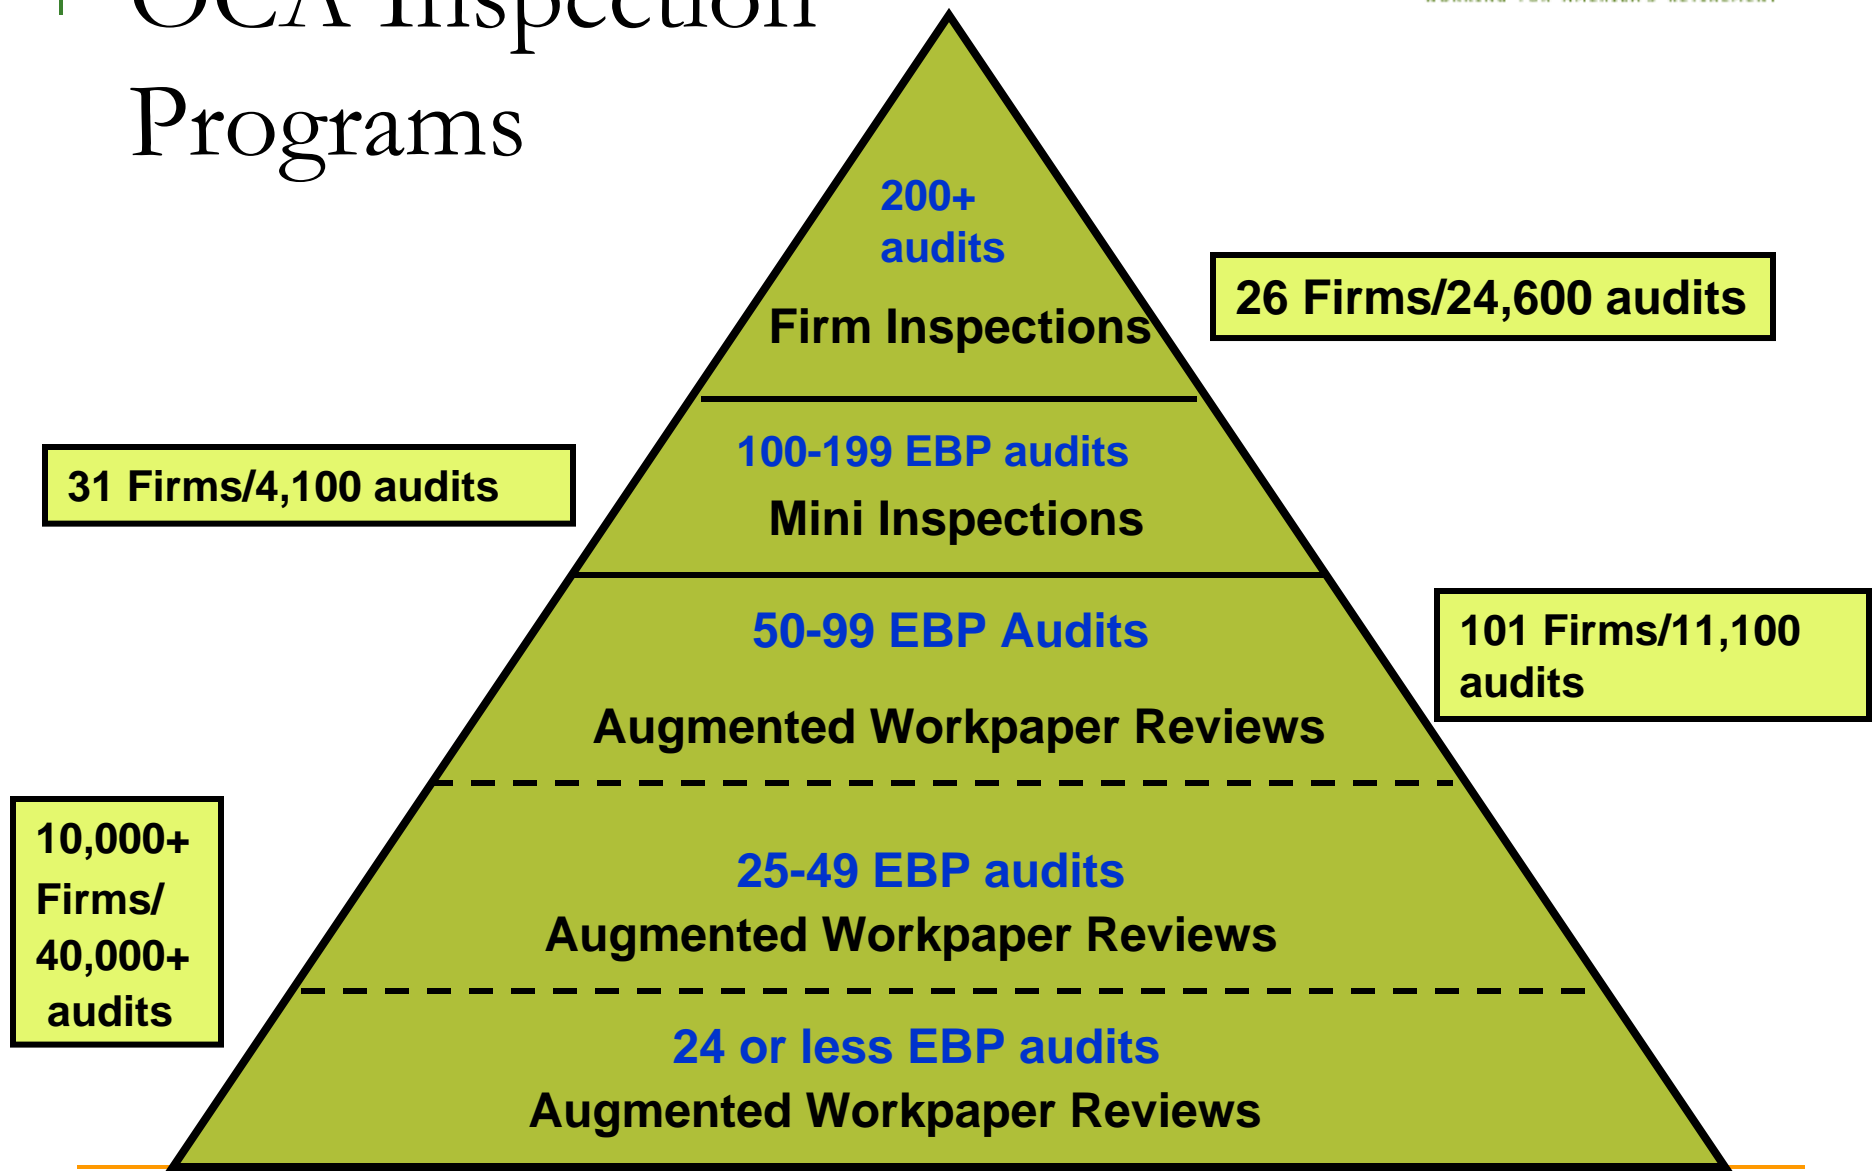 OCA Inspection
Programs
200+
audits
Firm Inspections
26 Firms/24,600 audits
100-199 EBP audits
Mini Inspections
31 Firms/4,100 audits
50-99 EBP Audits
Augmented Workpaper Reviews
101 Firms/11,100
audits
10,000+
Firms/
40,000+
audits
25-49 EBP audits
Augmented Workpaper Reviews
24 or less EBP audits
Augmented Workpaper Reviews